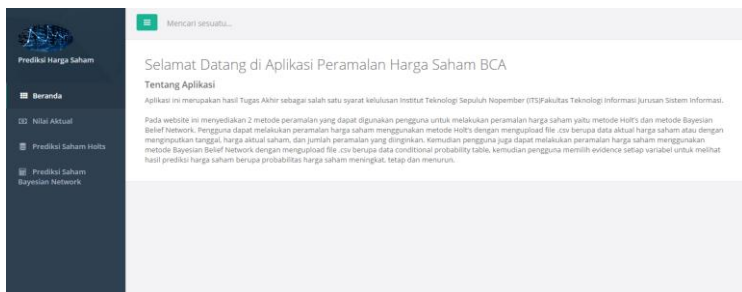 Mencari sesuatu...
Prediksi Harga Saham
Beranda
Nilai Aktual
Prediksi Saham Holts
Prediksi Saham
Bayesian Network
Selamat Datang di Aplikasi Peramalan Harga Saham BCA
Tentang Aplikasi
Aplikasi ini merupakan hasil Tugas Akhir sebagai salah satu syarat kelulusan Institut Teknologi Sepuluh Nopember (ITS)Fakultas Teknologi Informasi Jurusan Sistem Informasi.
Pada website ini menyediakan 2 metode peramalan yang dapat digunakan pengguna untuk melakukan peramalan harga saham yaitu metode Holt's dan metode Bayesian
Belief Network. Pengguna dapat melakukan peramalan harga saham menggunakan metode Holt's dengan mengupload file .csv berupa data aktual harga saham atau dengan
menginputkan tanggal, harga aktual saham, dan jumlah peramalan yang diinginkan. Kemudian pengguna juga dapat melakukan peramalan harga saham menggunakan
metode Bayesian Belief Network dengan mengupload file .csv berupa data conditional probability table, kemudian pengguna memilih evidence setiap variabel untuk melihat
hasil prediksi harga saham berupa probabilitas harga saham meningkat, tetap dan menurun.